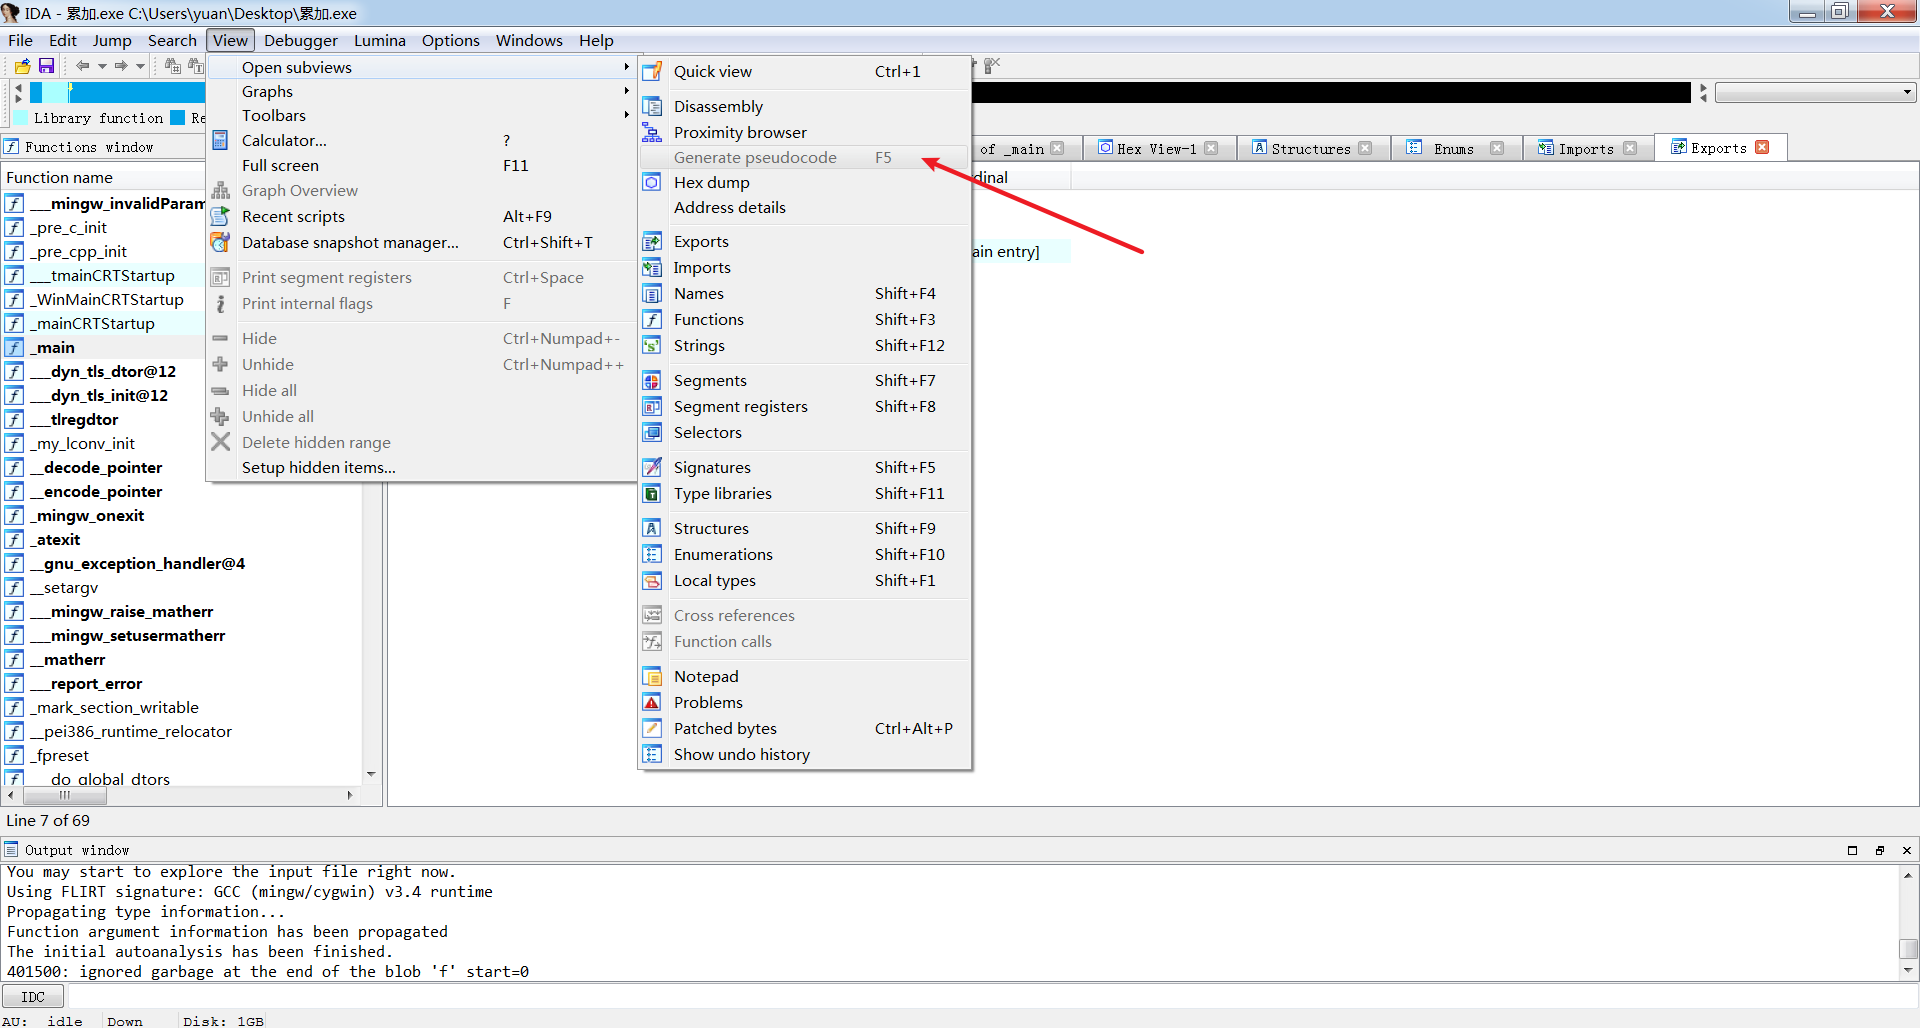 IDA - 累加.exe C:\Users\yuan\Desktop\累加.exe
File Edit Jump Search View Debugger Lumina Options Windows Help
Library function Re
Functions window
Function name
___mingw_invalidParam
_pre_c_init
_pre_cpp_init
___tmainCRTStartup
_WinMainCRTStartup
_mainCRTStartup
_main
___dyn_tls_dtor@12
___dyn_tls_init@12
___tlregdtor
_my_lconv_init
__decode_pointer
__encode_pointer
_mingw_onexit
_atexit
__gnu_exception_handler@4
__setargv
___mingw_raise_matherr
___mingw_setusermatherr
__matherr
___report_error
_mark_section_writable
__pei386_runtime_relocator
_fpreset
___do_global_dtors
Line 7 of 69
Open subviews
Graphs
Toolbars
Calculator... ?
Full screen F11
Graph Overview
Recent scripts Alt+F9
Database snapshot manager... Ctrl+Shift+T
Print segment registers Ctrl+Space
Print internal flags F
Hide Ctrl+Numpad+-
Unhide Ctrl+Numpad++
Hide all
Unhide all
Delete hidden range
Setup hidden items...
Quick view Ctrl+1
Disassembly
Proximity browser
Generate pseudocode F5
Hex dump
Address details
Exports
Imports
Names Shift+F4
Functions Shift+F3
Strings Shift+F12
Segments Shift+F7
Segment registers Shift+F8
Selectors
Signatures Shift+F5
Type libraries Shift+F11
Structures Shift+F9
Enumerations Shift+F10
Local types Shift+F1
Cross references
Function calls
Notepad
Problems
Patched bytes Ctrl+Alt+P
Show undo history
of _main Hex View-1 Structures Enums Imports Exports
dinal
ain entry]
Output window
You may start to explore the input file right now.
Using FLIRT signature: GCC (mingw/cygwin) v3.4 runtime
Propagating type information...
Function argument information has been propagated
The initial autoanalysis has been finished.
401500: ignored garbage at the end of the blob 'f' start=0
IDC
AU: idle Down Disk: 1GB